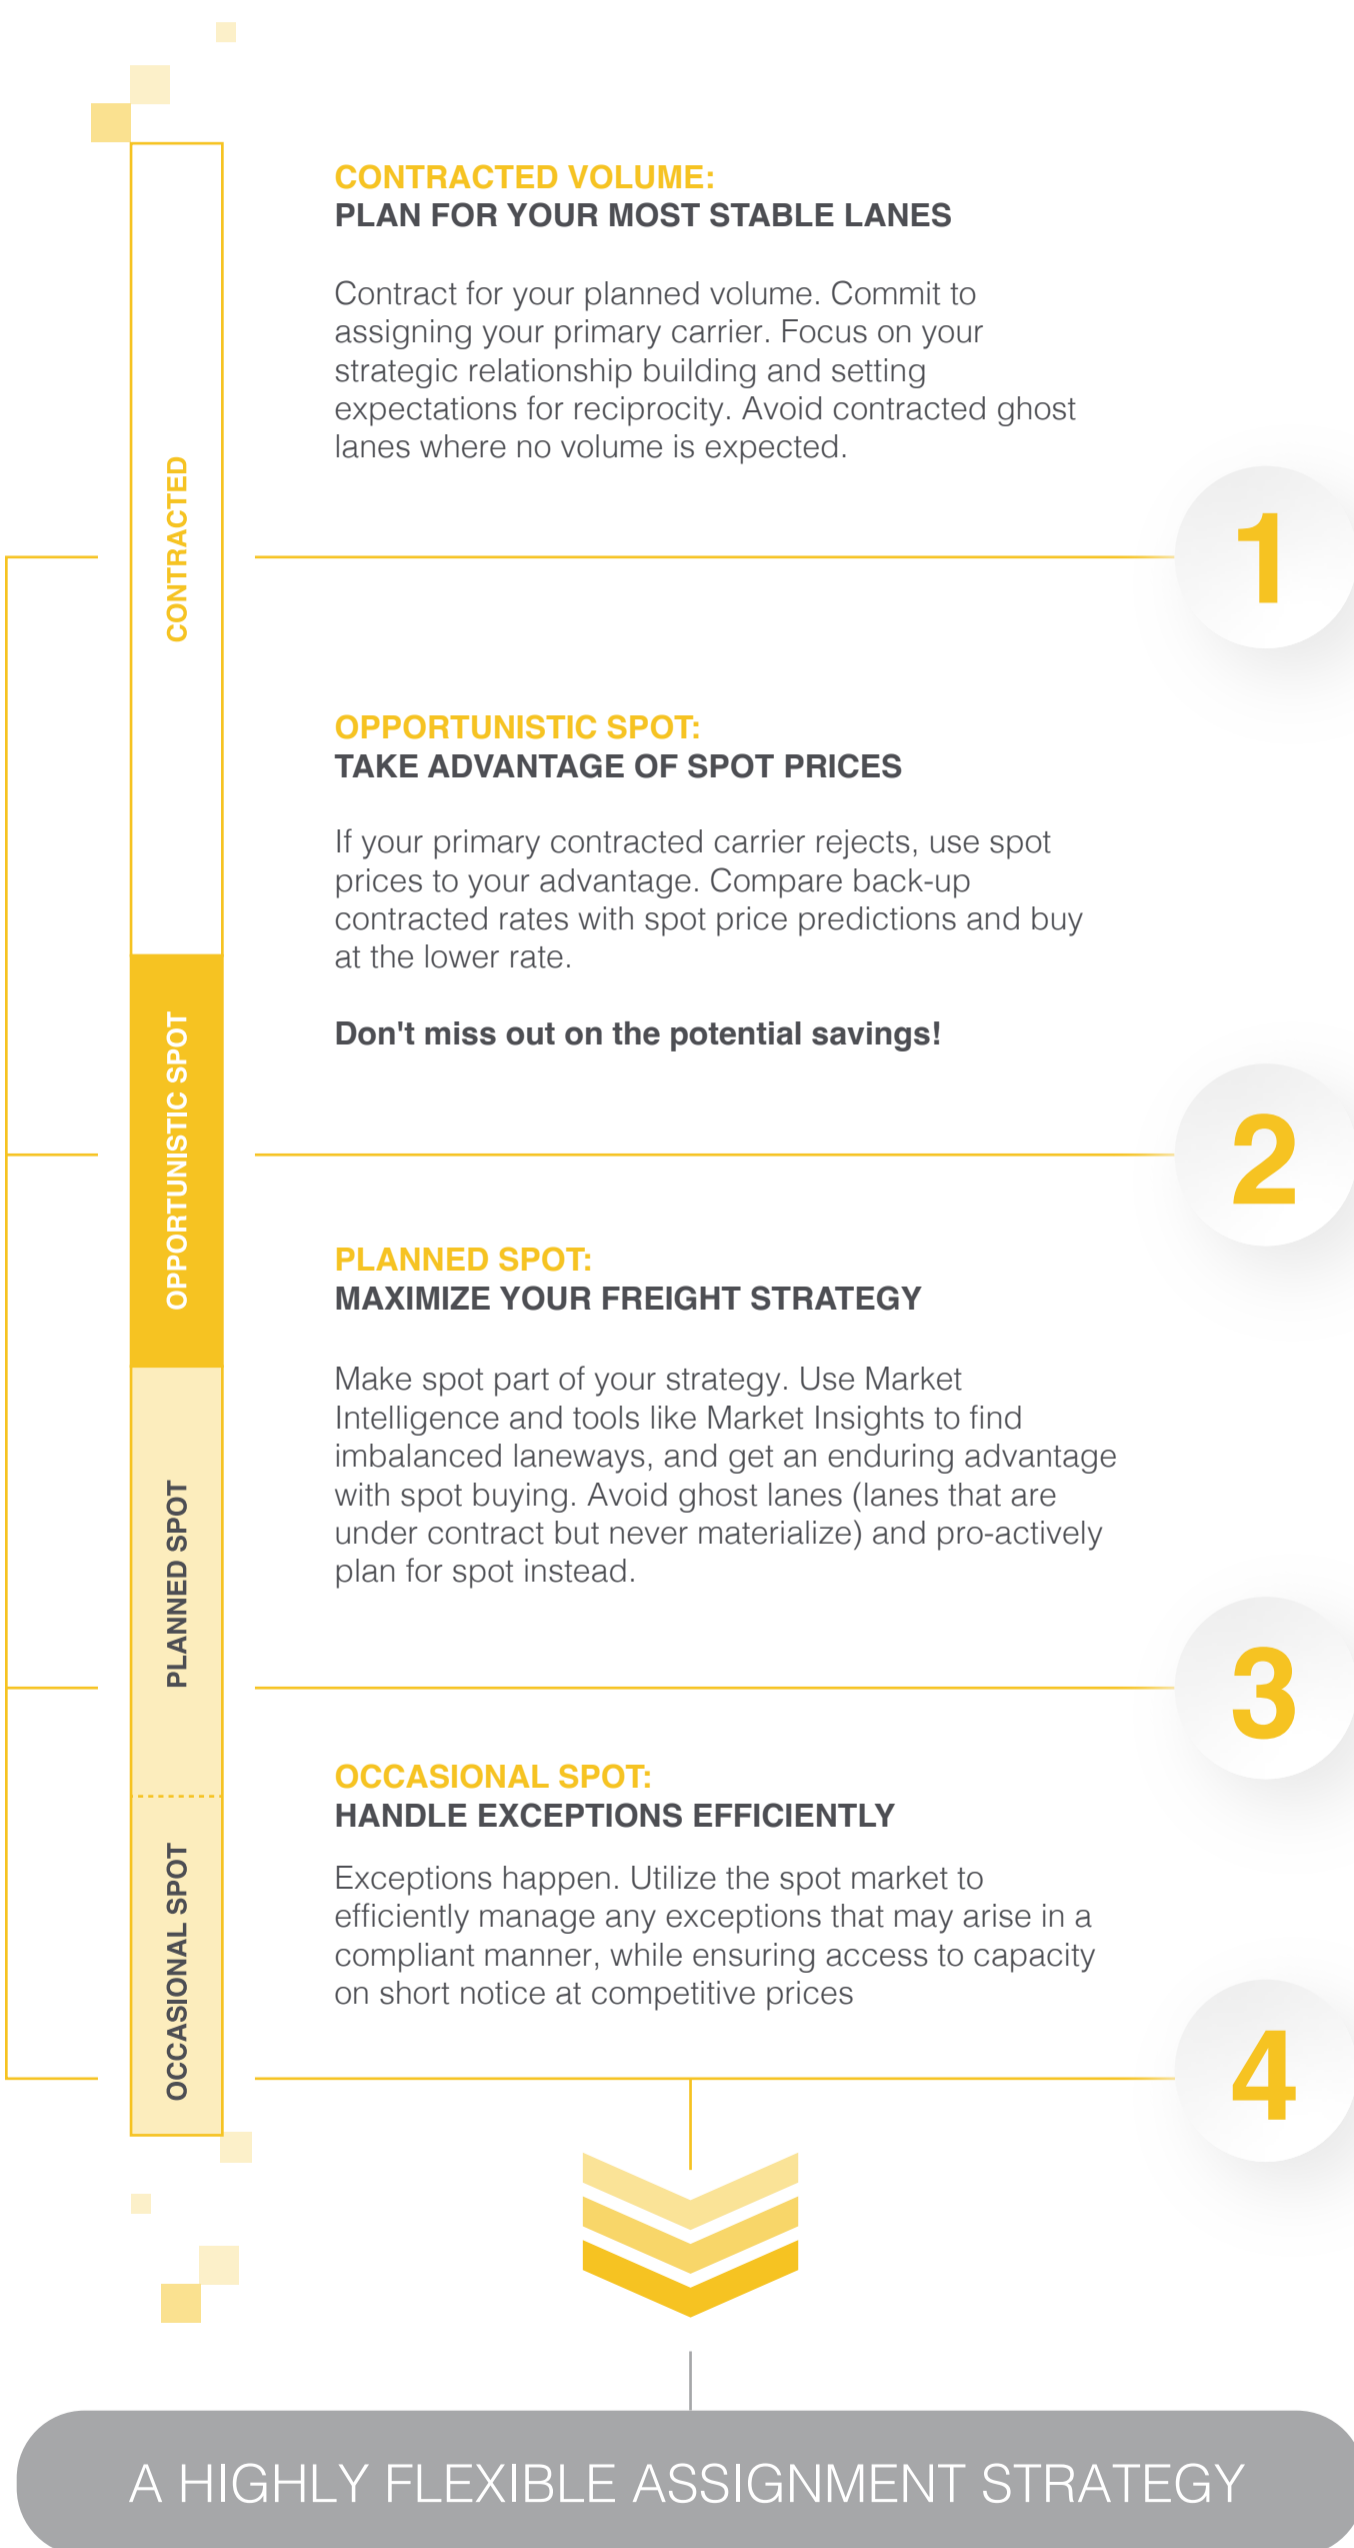 CONTRACTED VOLUME:
PLAN FOR YOUR MOST STABLE LANES
Contract for your planned volume. Commit to
assigning your primary carrier. Focus on your
strategic relationship building and setting
expectations for reciprocity. Avoid contracted ghost
lanes where no volume is expected.
CONTRACTED
1
OPPORTUNISTIC SPOT:
TAKE ADVANTAGE OF SPOT PRICES
If your primary contracted carrier rejects, use spot
prices to your advantage. Compare back-up
contracted rates with spot price predictions and buy
at the lower rate.
Don't miss out on the potential savings!
OPPORTUNISTIC SPOT
2
PLANNED SPOT:
MAXIMIZE YOUR FREIGHT STRATEGY
Make spot part of your strategy. Use Market
Intelligence and tools like Market Insights to find
imbalanced laneways, and get an enduring advantage
with spot buying. Avoid ghost lanes (lanes that are
under contract but never materialize) and pro-actively
plan for spot instead.
PLANNED SPOT
3
OCCASIONAL SPOT:
HANDLE EXCEPTIONS EFFICIENTLY
Exceptions happen. Utilize the spot market to
efficiently manage any exceptions that may arise in a
compliant manner, while ensuring access to capacity
on short notice at competitive prices
OCCASIONAL SPOT
4
A HIGHLY FLEXIBLE ASSIGNMENT STRATEGY